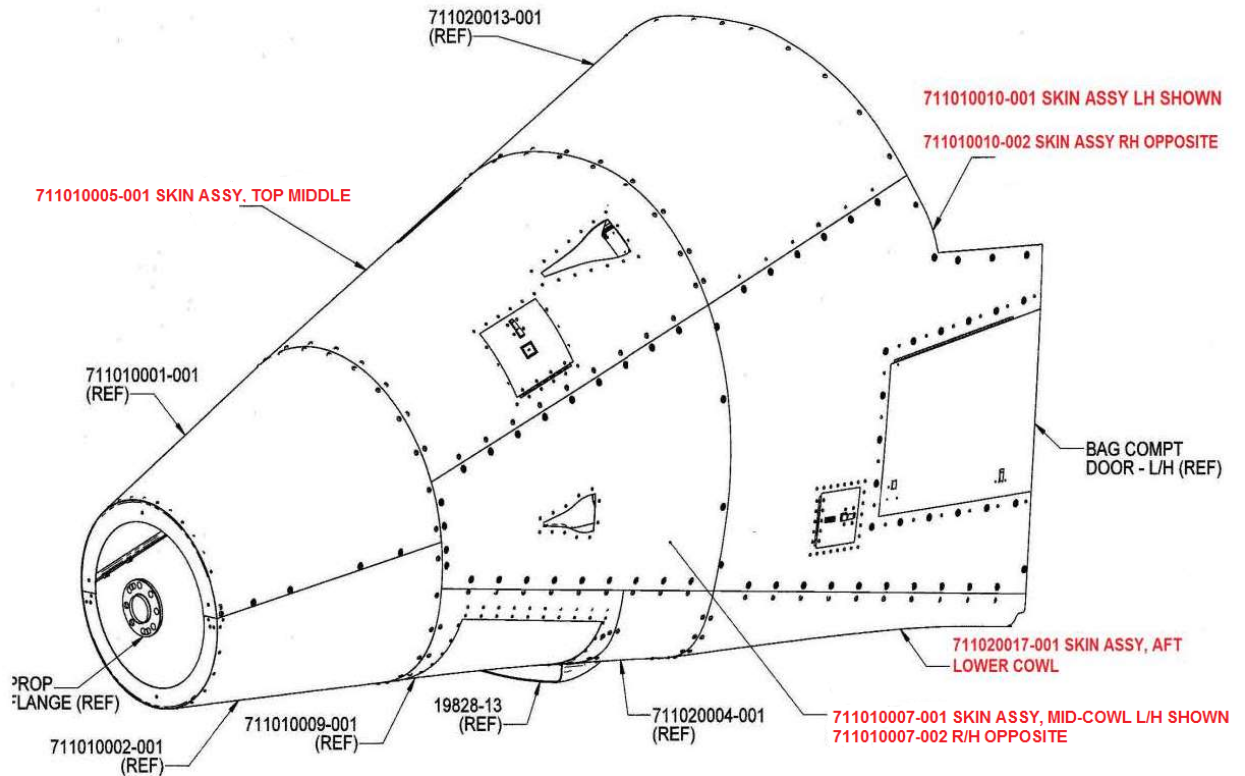 711020013-001
(REF)
711010010-001 SKIN ASSY LH SHOWN
711010010-002 SKIN ASSY RH OPPOSITE
711010005-001 SKIN ASSY, TOP MIDDLE
711010001-001
(REF)
BAG COMPT
DOOR - L/H (REF)
711020017-001 SKIN ASSY, AFT
LOWER COWL
PROP
FLANGE (REF)
19828-13
(REF)
711020004-001
(REF)
711010007-001 SKIN ASSY, MID-COWL L/H SHOWN
711010007-002 R/H OPPOSITE
711010009-001
(REF)
711010002-001
(REF)